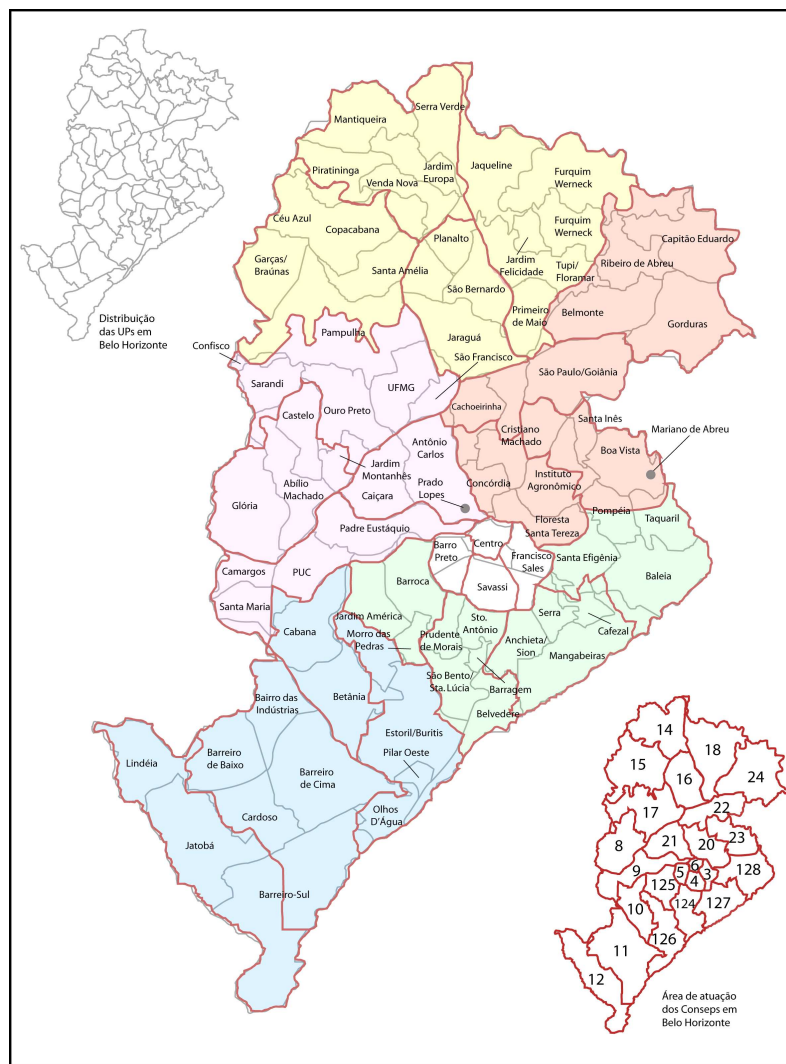 Serra Verde
Mantiqueira
Jaqueline
Furquim
Werneck
Piratininga
Jardim
Europa
Venda Nova
Céu Azul
Copacabana
Furquim
Werneck
Planalto
Capitão Eduardo
Garças/
Braúnas
Santa Amélia
Jardim
Felicidade
Tupi/
Floramar
Ribeiro de Abreu
São Bernardo
Distribuição
das UPs em
Belo Horizonte
Primeiro
de Maio
Belmonte
Gorduras
Pampulha
Jaraguá
Confisco
São Francisco
Sarandi
UFMG
São Paulo/Goiânia
Castelo
Ouro Preto
Cachoeirinha
Santa Inês
Mariano de Abreu
Cristiano
Machado
Antônio
Carlos
Boa Vista
Jardim
Montanhês
Abílio
Machado
Concórdia
Instituto
Agronômico
Prado
Lopes
Caiçara
Glória
Pompéia
Taquaril
Floresta
Santa Tereza
Padre Eustáquio
Barro
Preto
Centro
Francisco
Sales
Santa Efigênia
Camargos
PUC
Barroca
Baleia
Savassi
Santa Maria
Jardim América
Serra
Sto.
Antônio
Cabana
Morro das
Pedras
Prudente
de Morais
Anchieta/
Sion
Cafezal
Mangabeiras
São Bento/
Sta. Lúcia
Barragem
Bairro das
Indústrias
Betânia
Belvedere
Estoril/Buritis
Pilar Oeste
Lindéia
Barreiro
de Baixo
Barreiro
de Cima
Olhos
D'Água
Cardoso
Jatobá
Barreiro-Sul
14
18
15
16
24
17
22
8
21
20
23
9
6
5
3
4
128
125
10
124
127
126
11
12
Área de atuação
dos Conseps em
Belo Horizonte